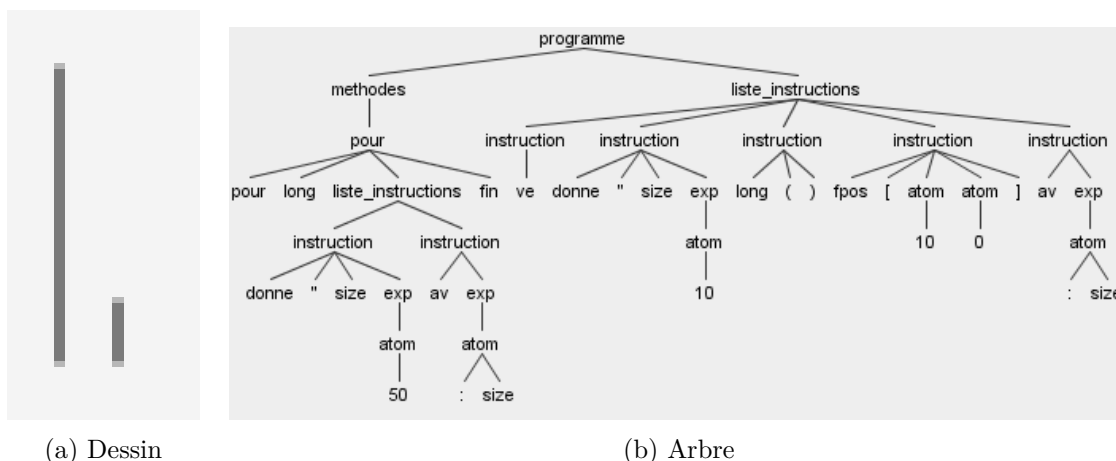 programme
methodes liste_instructions
pour instruction instruction instruction instruction instruction
pour long liste_instructions fin ve donne " size exp long ( ) fpos [ atom atom ] av exp
instruction instruction atom 10 0 atom
donne " size exp av exp 10 : size
atom atom
50 : size
(a) Dessin (b) Arbre